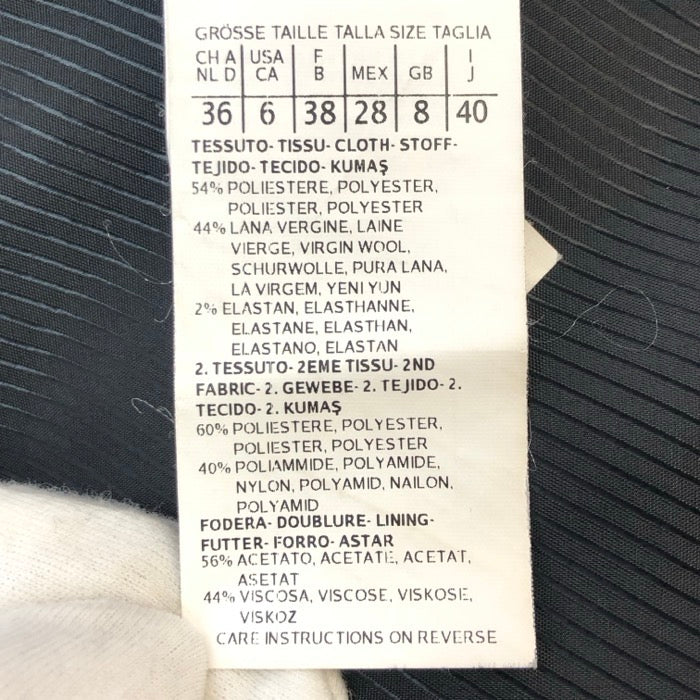 GRÖSSE TAILLE TALLA SIZE TAGLIA
CH A USA F I
NL D CA B MEX GB J
36 6 38 28 8 40
TESSUTO- TISSU- CLOTH- STOFF-
TEJIDO- TECIDO- KUMAŞ
54% POLIESTERE, POLYESTER,
POLIESTER, POLYESTER
44% LANA VERGINE, LAINE
VIERGE, VIRGIN WOOL,
SCHURWOLLE, PURA LANA,
LA VIRGEM, YENI YUN
2% ELASTAN, ELASTHANNE,
ELASTANE, ELASTHAN,
ELASTANO, ELASTAN
2. TESSUTO- 2EME TISSU- 2ND
FABRIC- 2. GEWEBE- 2. TEJIDO- 2.
TECIDO- 2. KUMAŞ
60% POLIESTERE, POLYESTER,
POLIESTER, POLYESTER
40% POLIAMMIDE, POLYAMIDE,
NYLON, POLYAMID, NAILON,
POLYAMID
FODERA- DOUBLURE- LINING-
FUTTER- FORRO- ASTAR
56% ACETATO, ACETATE, ACETAT,
ASETAT
44% VISCOSA, VISCOSE, VISKOSE,
VISKOZ
CARE INSTRUCTIONS ON REVERSE